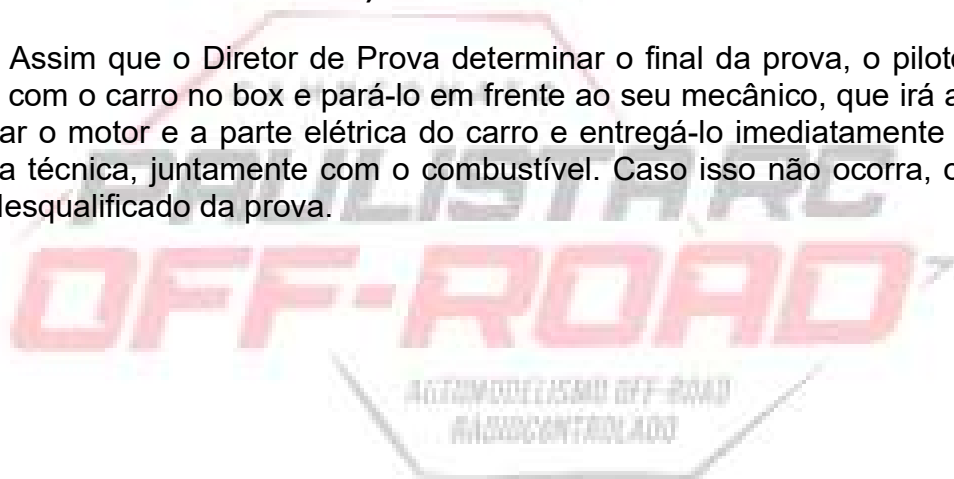 Assim que o Diretor de Prova determinar o final da prova, o pilot
com o carro no box e pará-lo em frente ao seu mecânico, que irá a
ar o motor e a parte elétrica do carro e entregá-lo imediatamente
a técnica, juntamente com o combustível. Caso isso não ocorra, o
desqualificado da prova.
PAULISTA RC
OFF-ROAD
AUTOMODELISMO OFF-ROAD
RADIOCONTROLADO